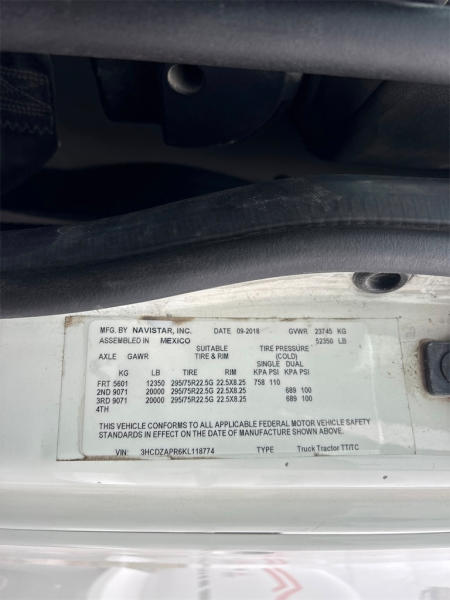 MFG. BY NAVISTAR, INC. DATE 09-2018 GVWR 23745 KG
ASSEMBLED IN MEXICO 52350 LB
SUITABLE TIRE PRESSURE
AXLE GAWR TIRE & RIM (COLD)
SINGLE DUAL
KG LB TIRE RIM KPA PSI KPA PSI
FRT 5601 12350 295/75R22.5G 22.5X8.25 758 110
2ND 9071 20000 295/75R22.5G 22.5X8.25 689 100
3RD 9071 20000 295/75R22.5G 22.5X8.25 689 100
4TH
THIS VEHICLE CONFORMS TO ALL FEDERAL MOTOR VEHICLE SAFETY
STANDARDS IN EFFECT ON THE DATE OF MANUFACTURE SHOWN ABOVE.
VIN: 3HCDZAPR6KL118774 TYPE Truck Tractor TT/TC